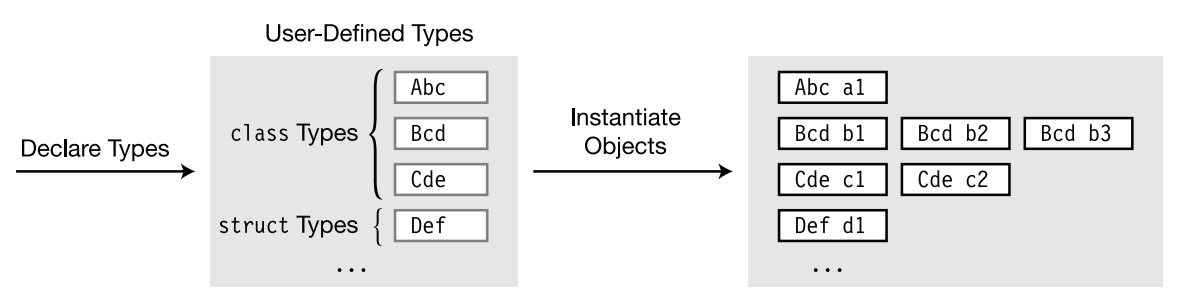 User-Defined Types
Declare Types
class Types
Abc
Bcd
Cde
struct Types
Def
...
Instantiate
Objects
Abc a1
Bcd b1 Bcd b2 Bcd b3
Cde c1 Cde c2
Def d1
...